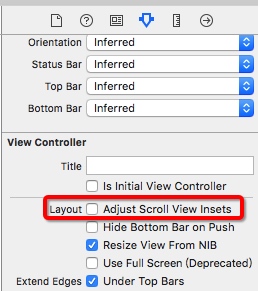 Orientation Inferred
Status Bar Inferred
Top Bar Inferred
Bottom Bar Inferred
View Controller
Title
Is Initial View Controller
Layout Adjust Scroll View Insets
Hide Bottom Bar on Push
Resize View From NIB
Use Full Screen (Deprecated)
Extend Edges Under Top Bars